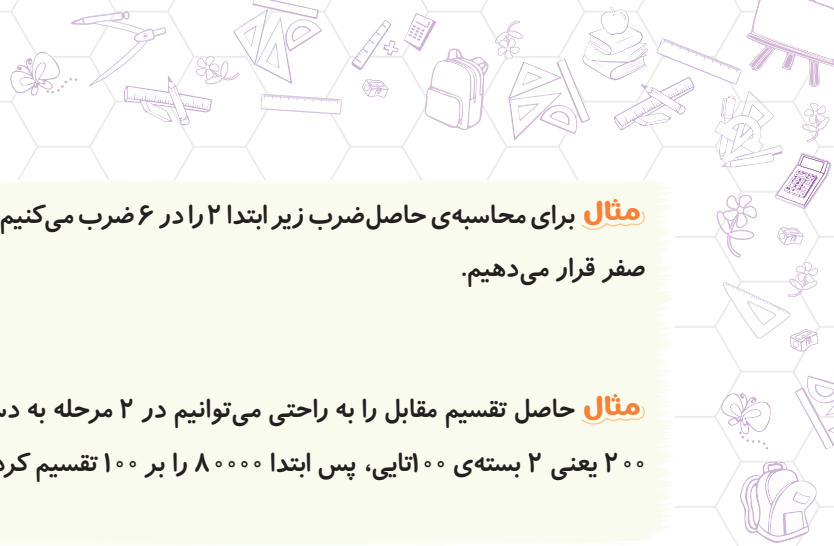 مثال برای محاسبه‌ی حاصل‌ضرب زیر ابتدا ۲ را در ۶ ضرب می‌کنیم
صفر قرار می‌دهیم.
مثال حاصل تقسیم مقابل را به راحتی می‌توانیم در ۲ مرحله به
۲۰۰ یعنی ۲ بسته‌ی ۱۰۰تایی، پس ابتدا ۸۰۰۰۰ را بر ۱۰۰ تقسیم کرد